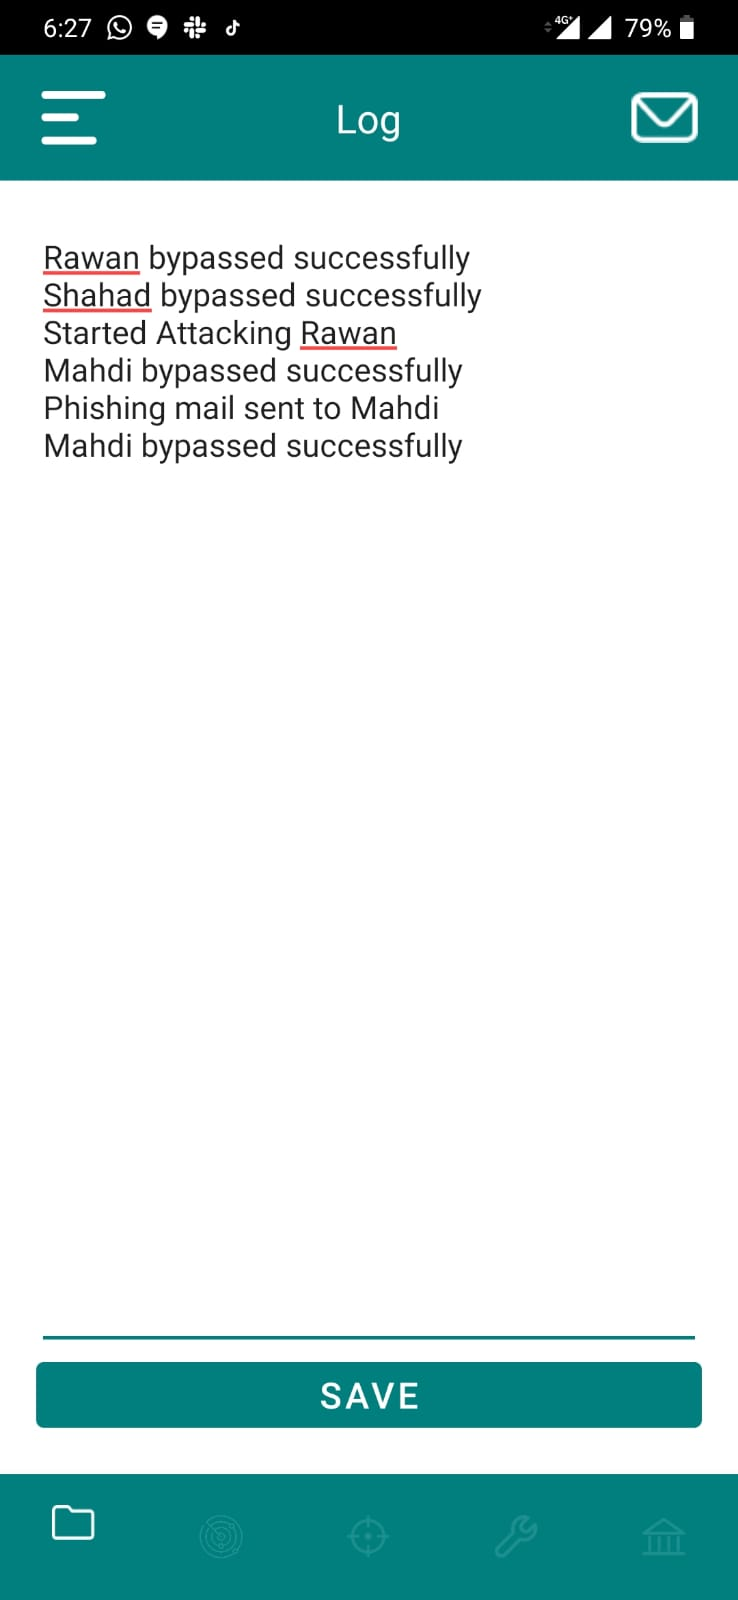 6:27
4G+ 79%
Log
Rawan bypassed successfully
Shahad bypassed successfully
Started Attacking Rawan
Mahdi bypassed successfully
Phishing mail sent to Mahdi
Mahdi bypassed successfully
SAVE